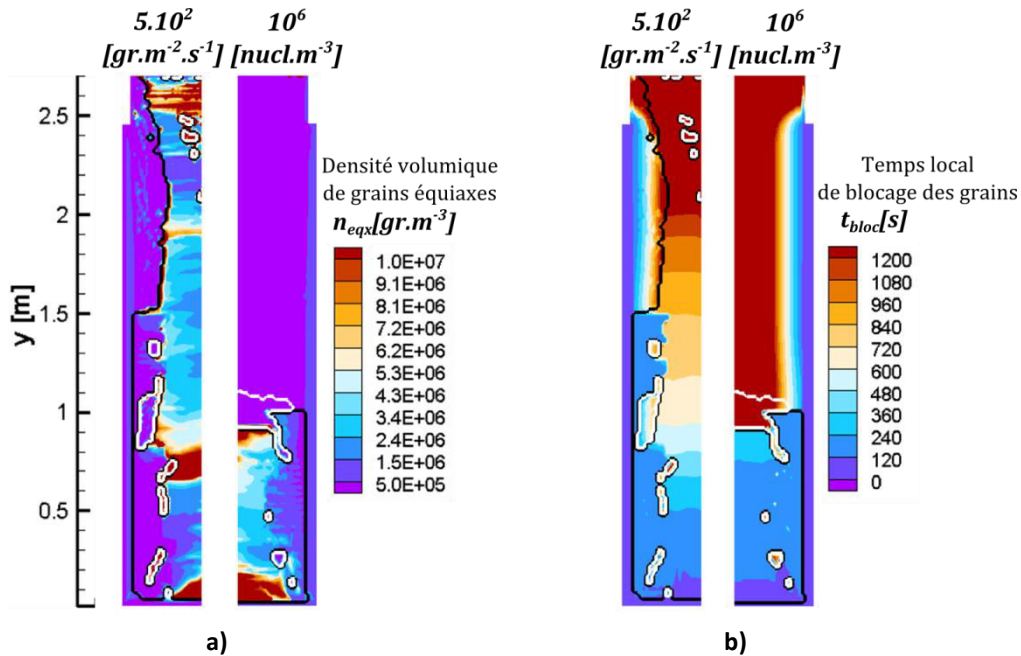 5.10² 10⁶
[gr.m⁻².s⁻¹] [nucl.m⁻³]
y [m]
2.5
2
1.5
1
0.5
Densité volumique
de grains équiaxes
n_eqx[gr.m⁻³]
1.0E+07
9.1E+06
8.1E+06
7.2E+06
6.2E+06
5.3E+06
4.3E+06
3.4E+06
2.4E+06
1.5E+06
5.0E+05
a)
5.10² 10⁶
[gr.m⁻².s⁻¹] [nucl.m⁻³]
Temps local
de blocage des grains
t_bloc[s]
1200
1080
960
840
720
600
480
360
240
120
0
b)